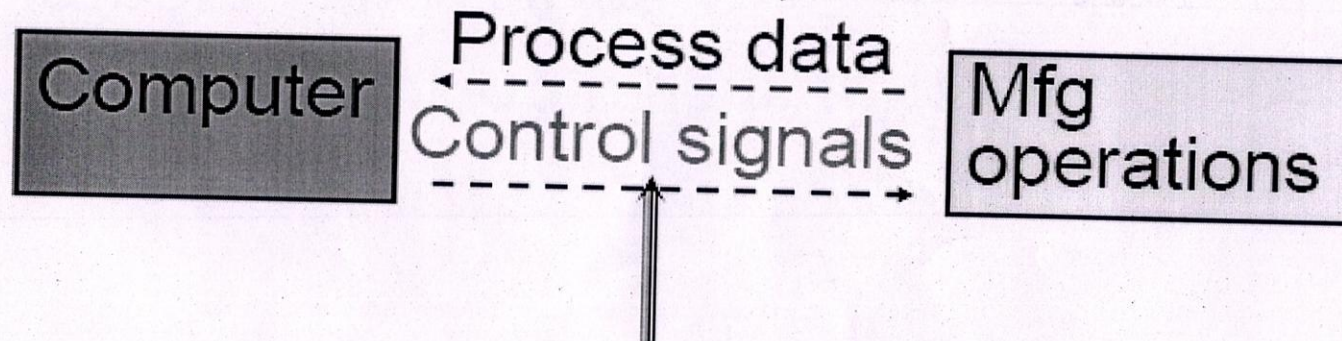 Computer
Process data
Control signals
Mfg
operations